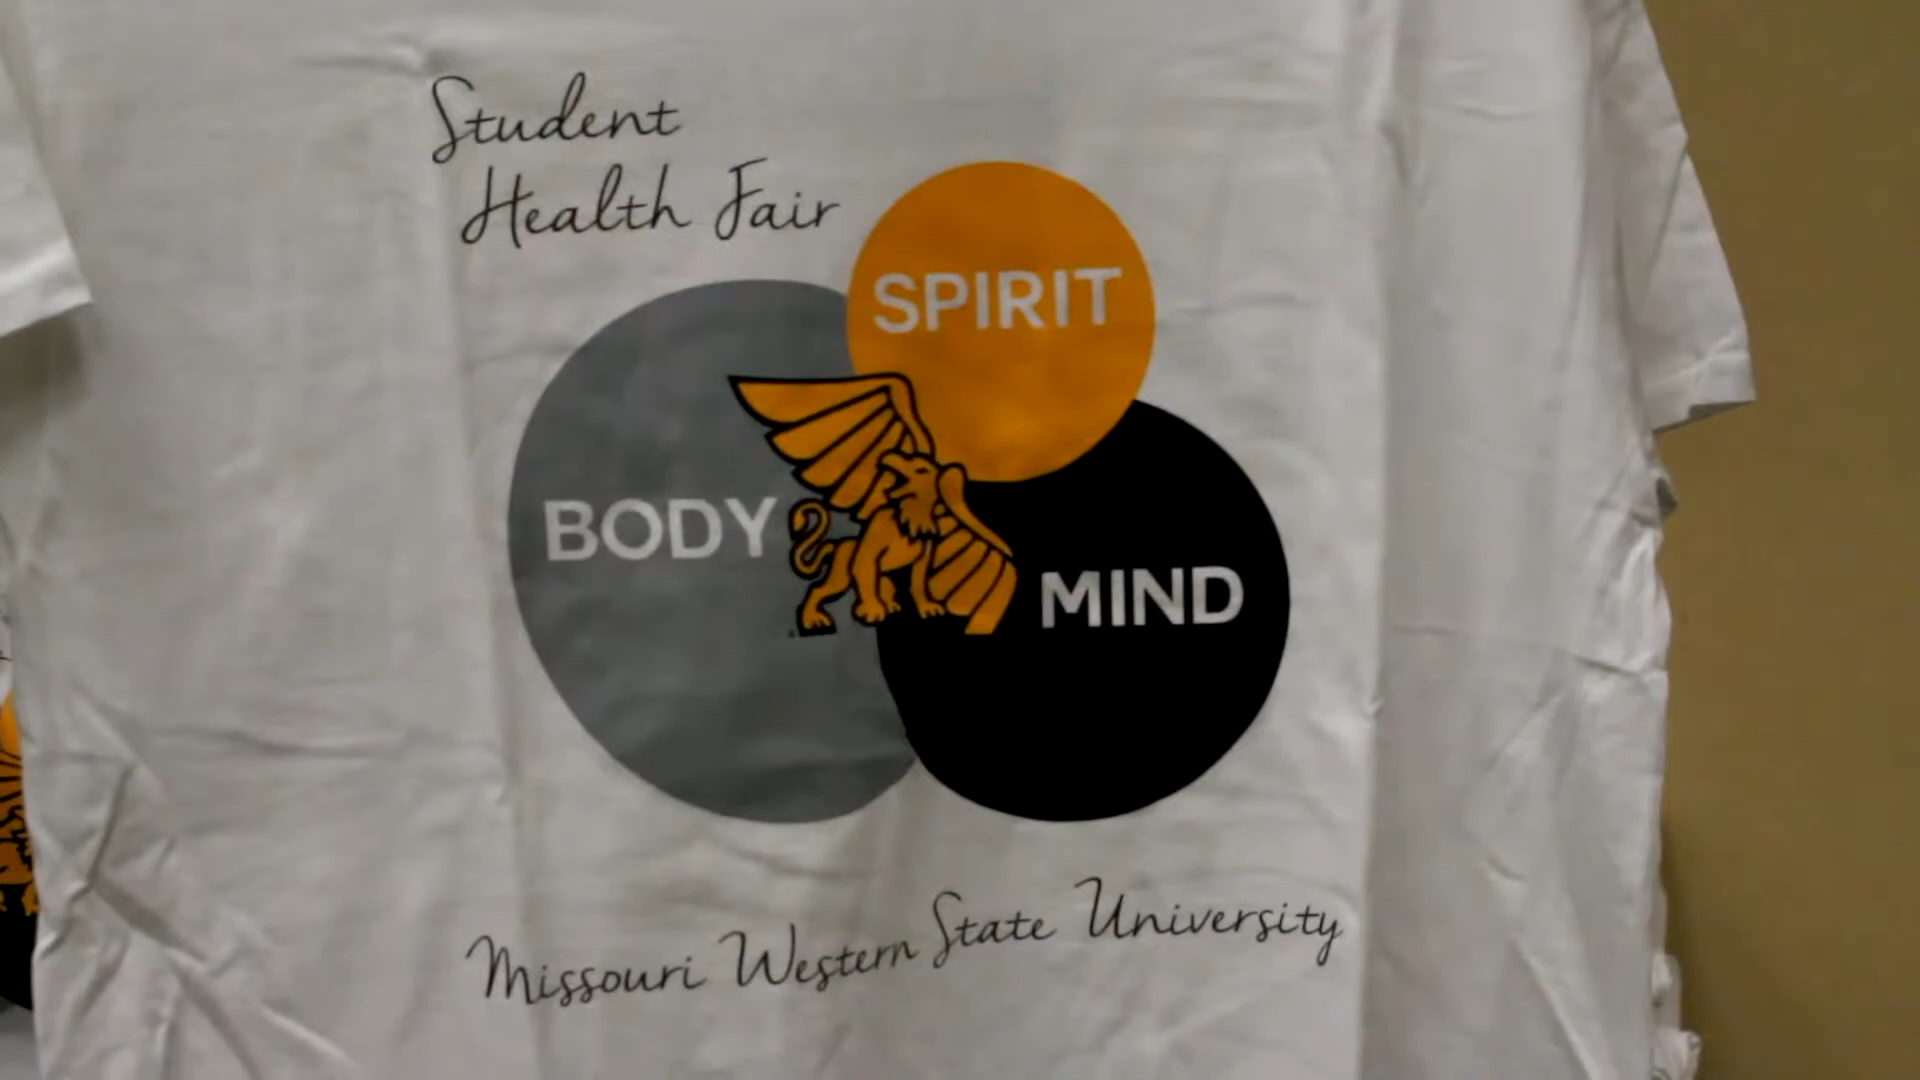 Student
Health Fair
SPIRIT
BODY
MIND
Missouri Western State University